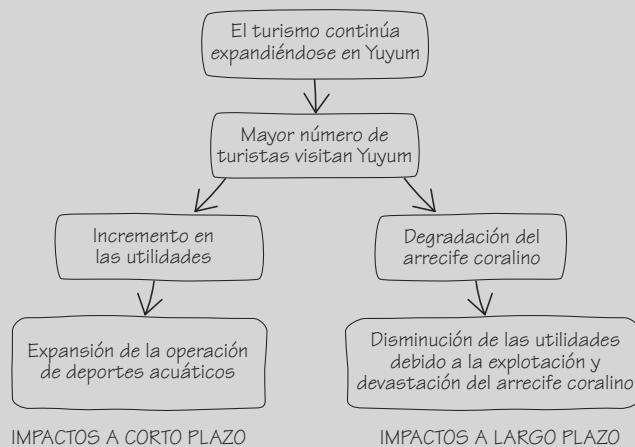 El turismo continúa
expandiéndose en Yuyum
Mayor número de
turistas visitan Yuyum
Incremento en
las utilidades
Degradación del
arrecife coralino
Expansión de la operación
de deportes acuáticos
Disminución de las utilidades
debido a la explotación y
devastación del arrecife coralino
IMPACTOS A CORTO PLAZO
IMPACTOS A LARGO PLAZO